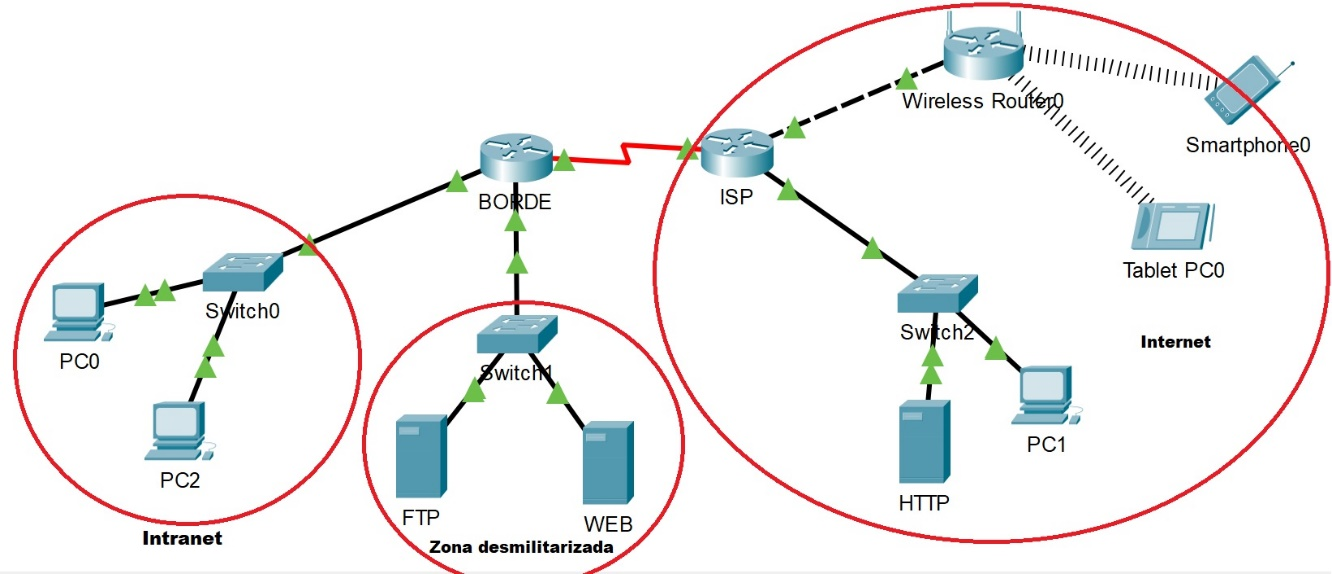 Wireless Router0
Smartphone0
BORDE
ISP
Tablet PC0
Switch0
Switch2
Internet
PC0
Switch1
PC1
PC2
HTTP
FTP
WEB
Intranet
Zona desmilitarizada